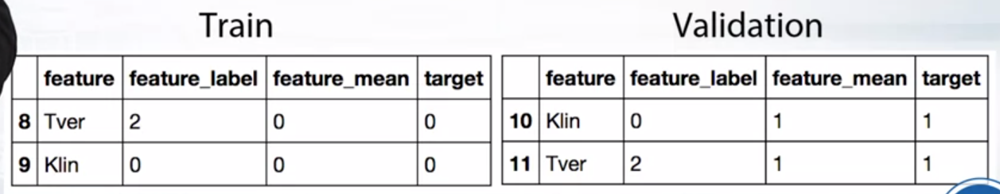 Train
feature feature_label feature_mean target
8 Tver 2 0 0
9 Klin 0 0 0
Validation
feature feature_label feature_mean target
10 Klin 0 1 1
11 Tver 2 1 1